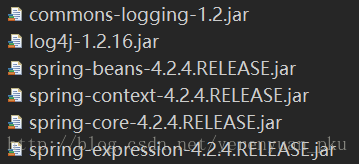 commons-logging-1.2.jar
log4j-1.2.16.jar
spring-beans-4.2.4.RELEASE.jar
spring-context-4.2.4.RELEASE.jar
spring-core-4.2.4.RELEASE.jar
spring-expression-4.2.4.RELEASE.jar